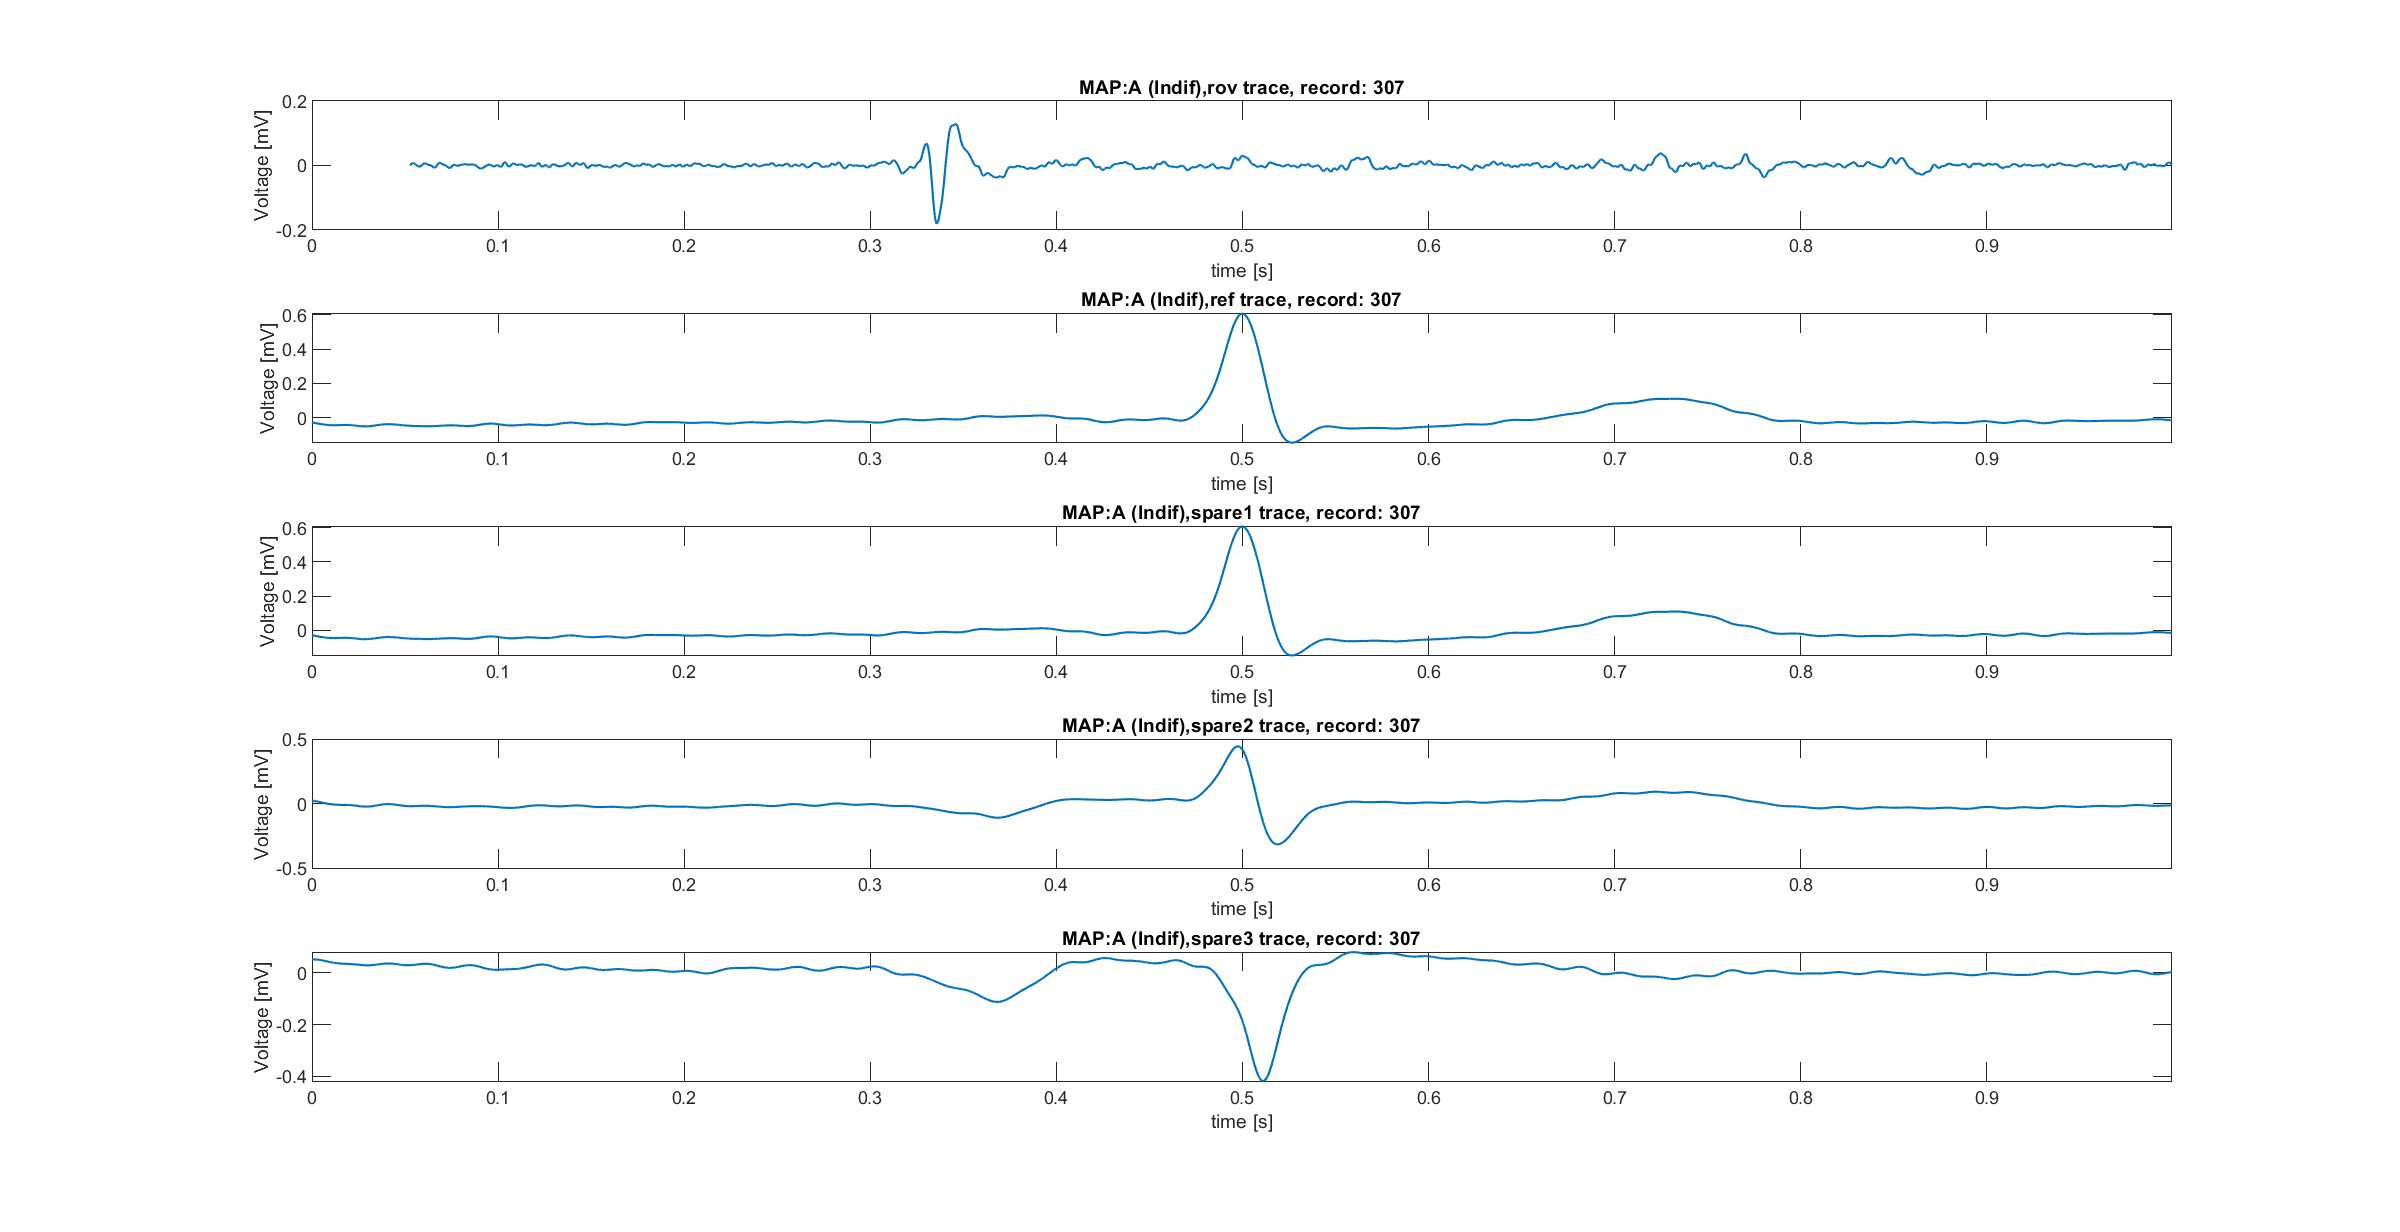 MAP:A (Indif),rov trace, record: 307
Voltage [mV]
0.2
0
-0.2
0 0.1 0.2 0.3 0.4 0.5 0.6 0.7 0.8 0.9
time [s]
MAP:A (Indif),ref trace, record: 307
Voltage [mV]
0.6
0.4
0.2
0
0 0.1 0.2 0.3 0.4 0.5 0.6 0.7 0.8 0.9
time [s]
MAP:A (Indif),spare1 trace, record: 307
Voltage [mV]
0.6
0.4
0.2
0
0 0.1 0.2 0.3 0.4 0.5 0.6 0.7 0.8 0.9
time [s]
MAP:A (Indif),spare2 trace, record: 307
Voltage [mV]
0.5
0
-0.5
0 0.1 0.2 0.3 0.4 0.5 0.6 0.7 0.8 0.9
time [s]
MAP:A (Indif),spare3 trace, record: 307
Voltage [mV]
0
-0.2
-0.4
0 0.1 0.2 0.3 0.4 0.5 0.6 0.7 0.8 0.9
time [s]